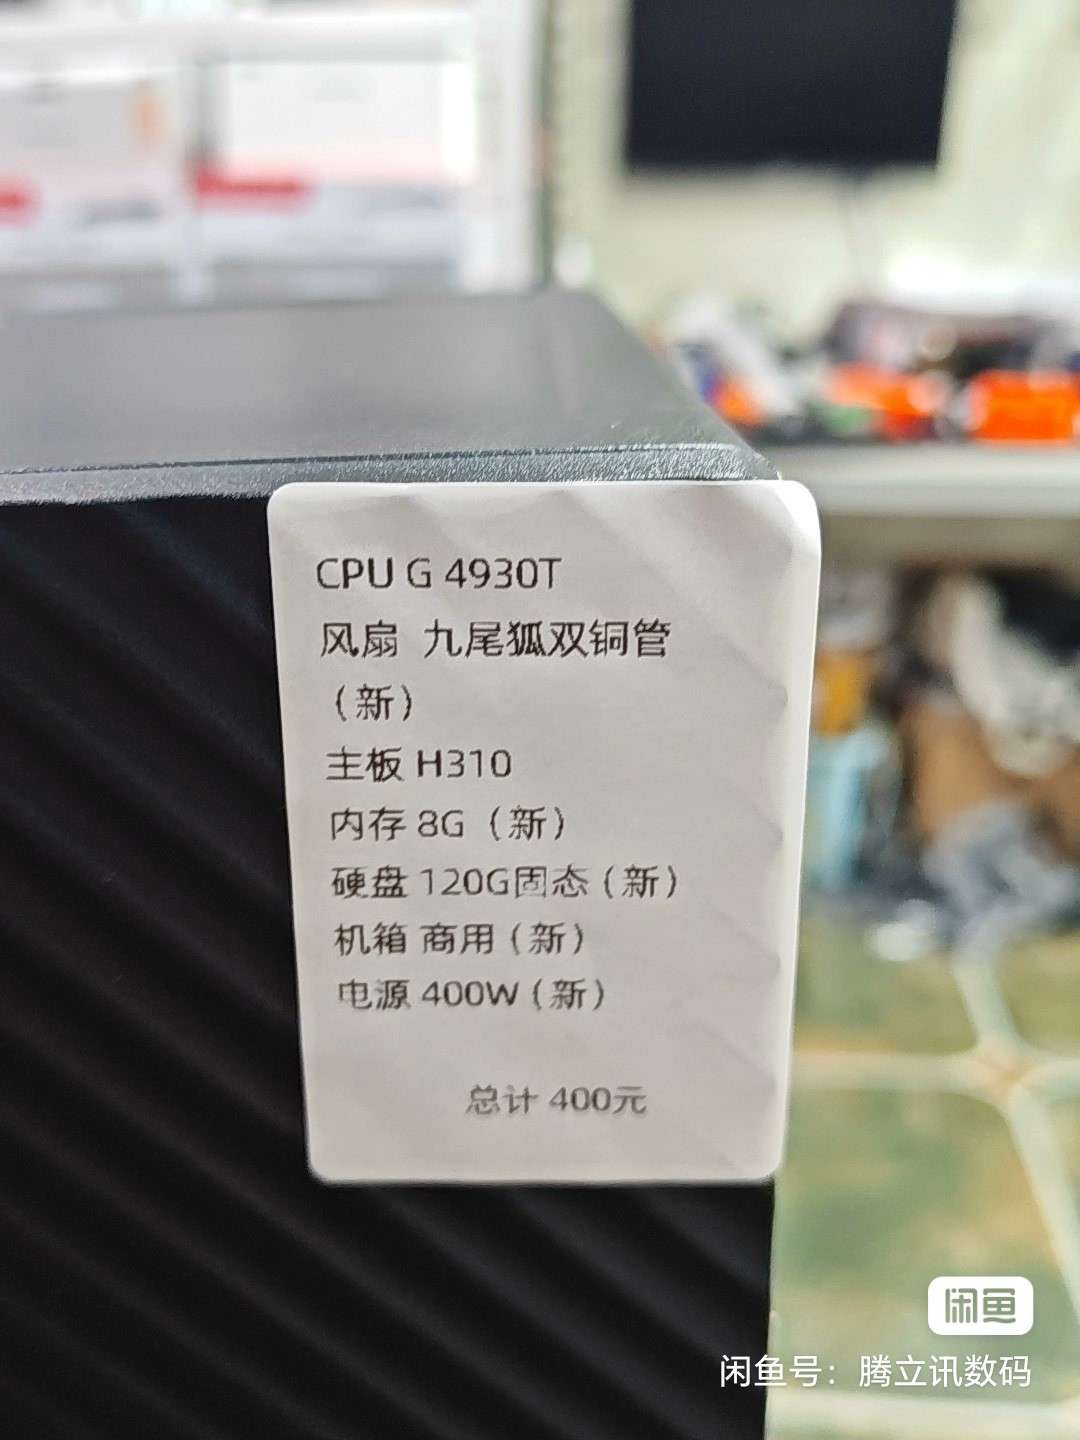 CPU G 4930T
风扇 九尾狐双铜管
（新）
主板 H310
内存 8G（新）
硬盘 120G固态（新）
机箱 商用（新）
电源 400W（新）
总计 400元
闲鱼
闲鱼号：腾立讯数码